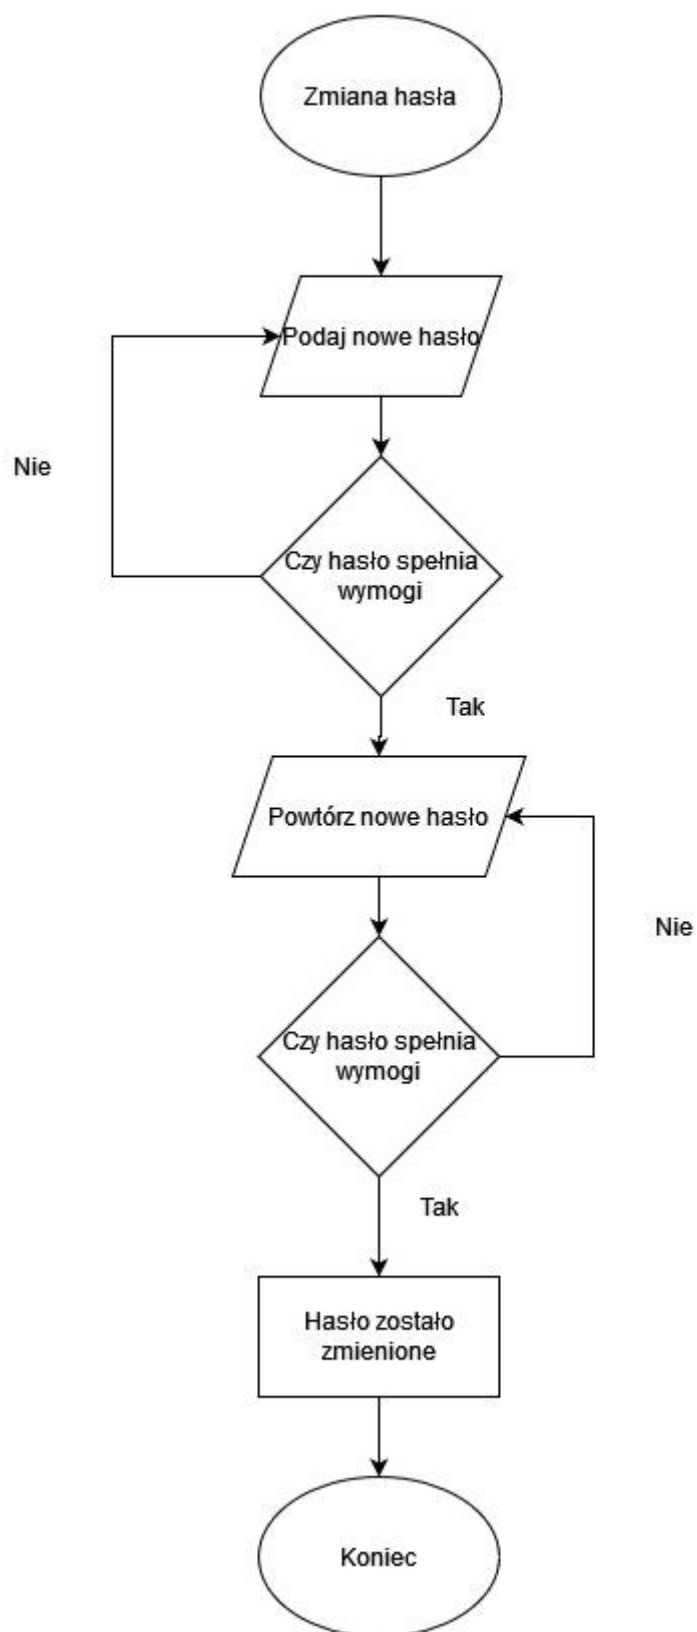 Zmiana hasła
Podaj nowe hasło
Nie
Czy hasło spełnia
wymogi
Tak
Powtórz nowe hasło
Nie
Czy hasło spełnia
wymogi
Tak
Hasło zostało
zmienione
Koniec